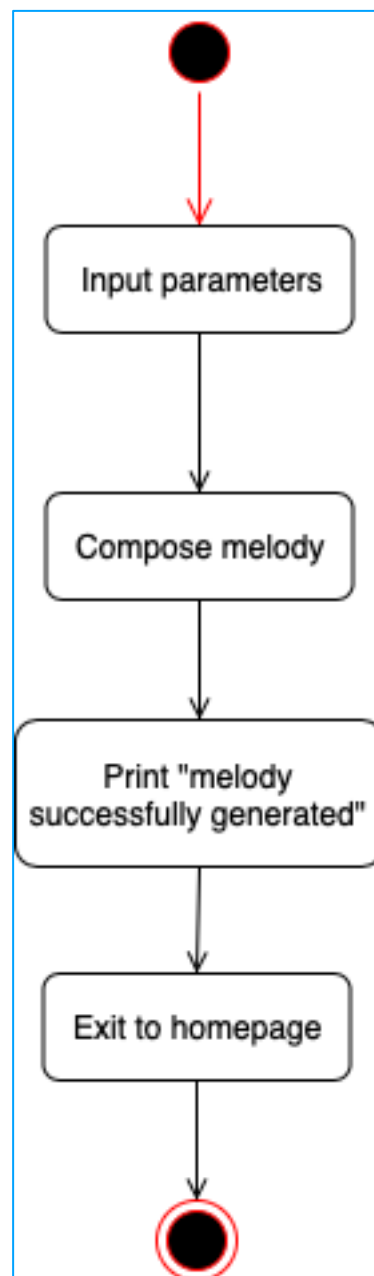 Input parameters
Compose melody
Print "melody
successfully generated"
Exit to homepage